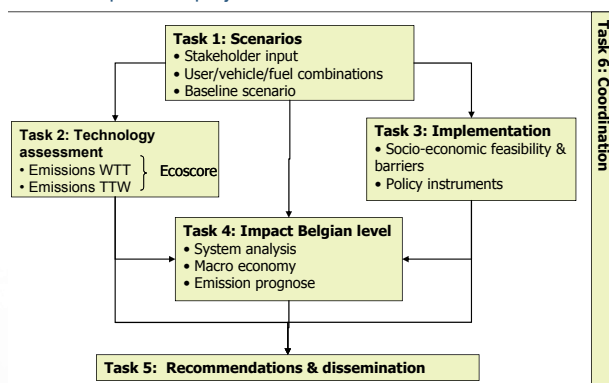 Task 1: Scenarios
• Stakeholder input
• User/vehicle/fuel combinations
• Baseline scenario
Task 2: Technology
assessment
• Emissions WTT
• Emissions TTW
Ecoscore
Task 3: Implementation
• Socio-economic feasibility &
barriers
• Policy instruments
Task 4: Impact Belgian level
• System analysis
• Macro economy
• Emission prognose
Task 5: Recommendations & dissemination
Task 6: Coordination